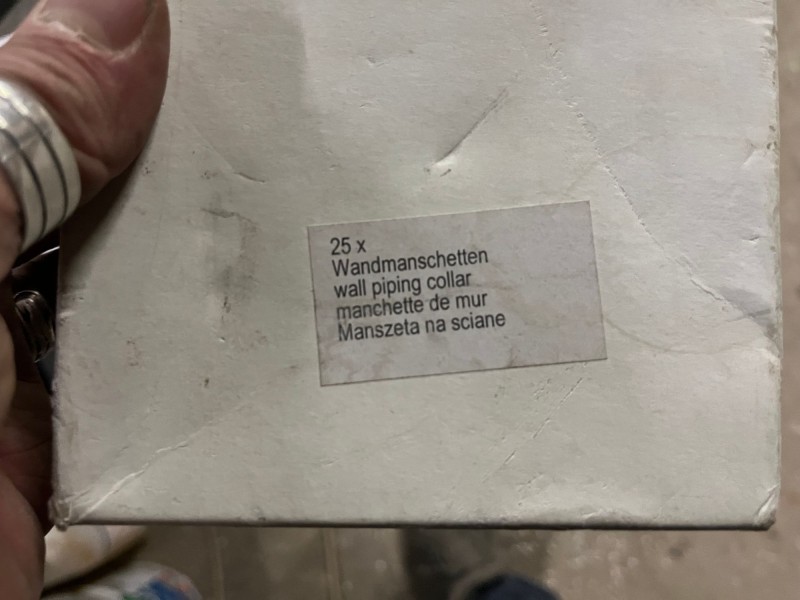 25 x
Wandmanschetten
wall piping collar
manchette de mur
Manszeta na sciane